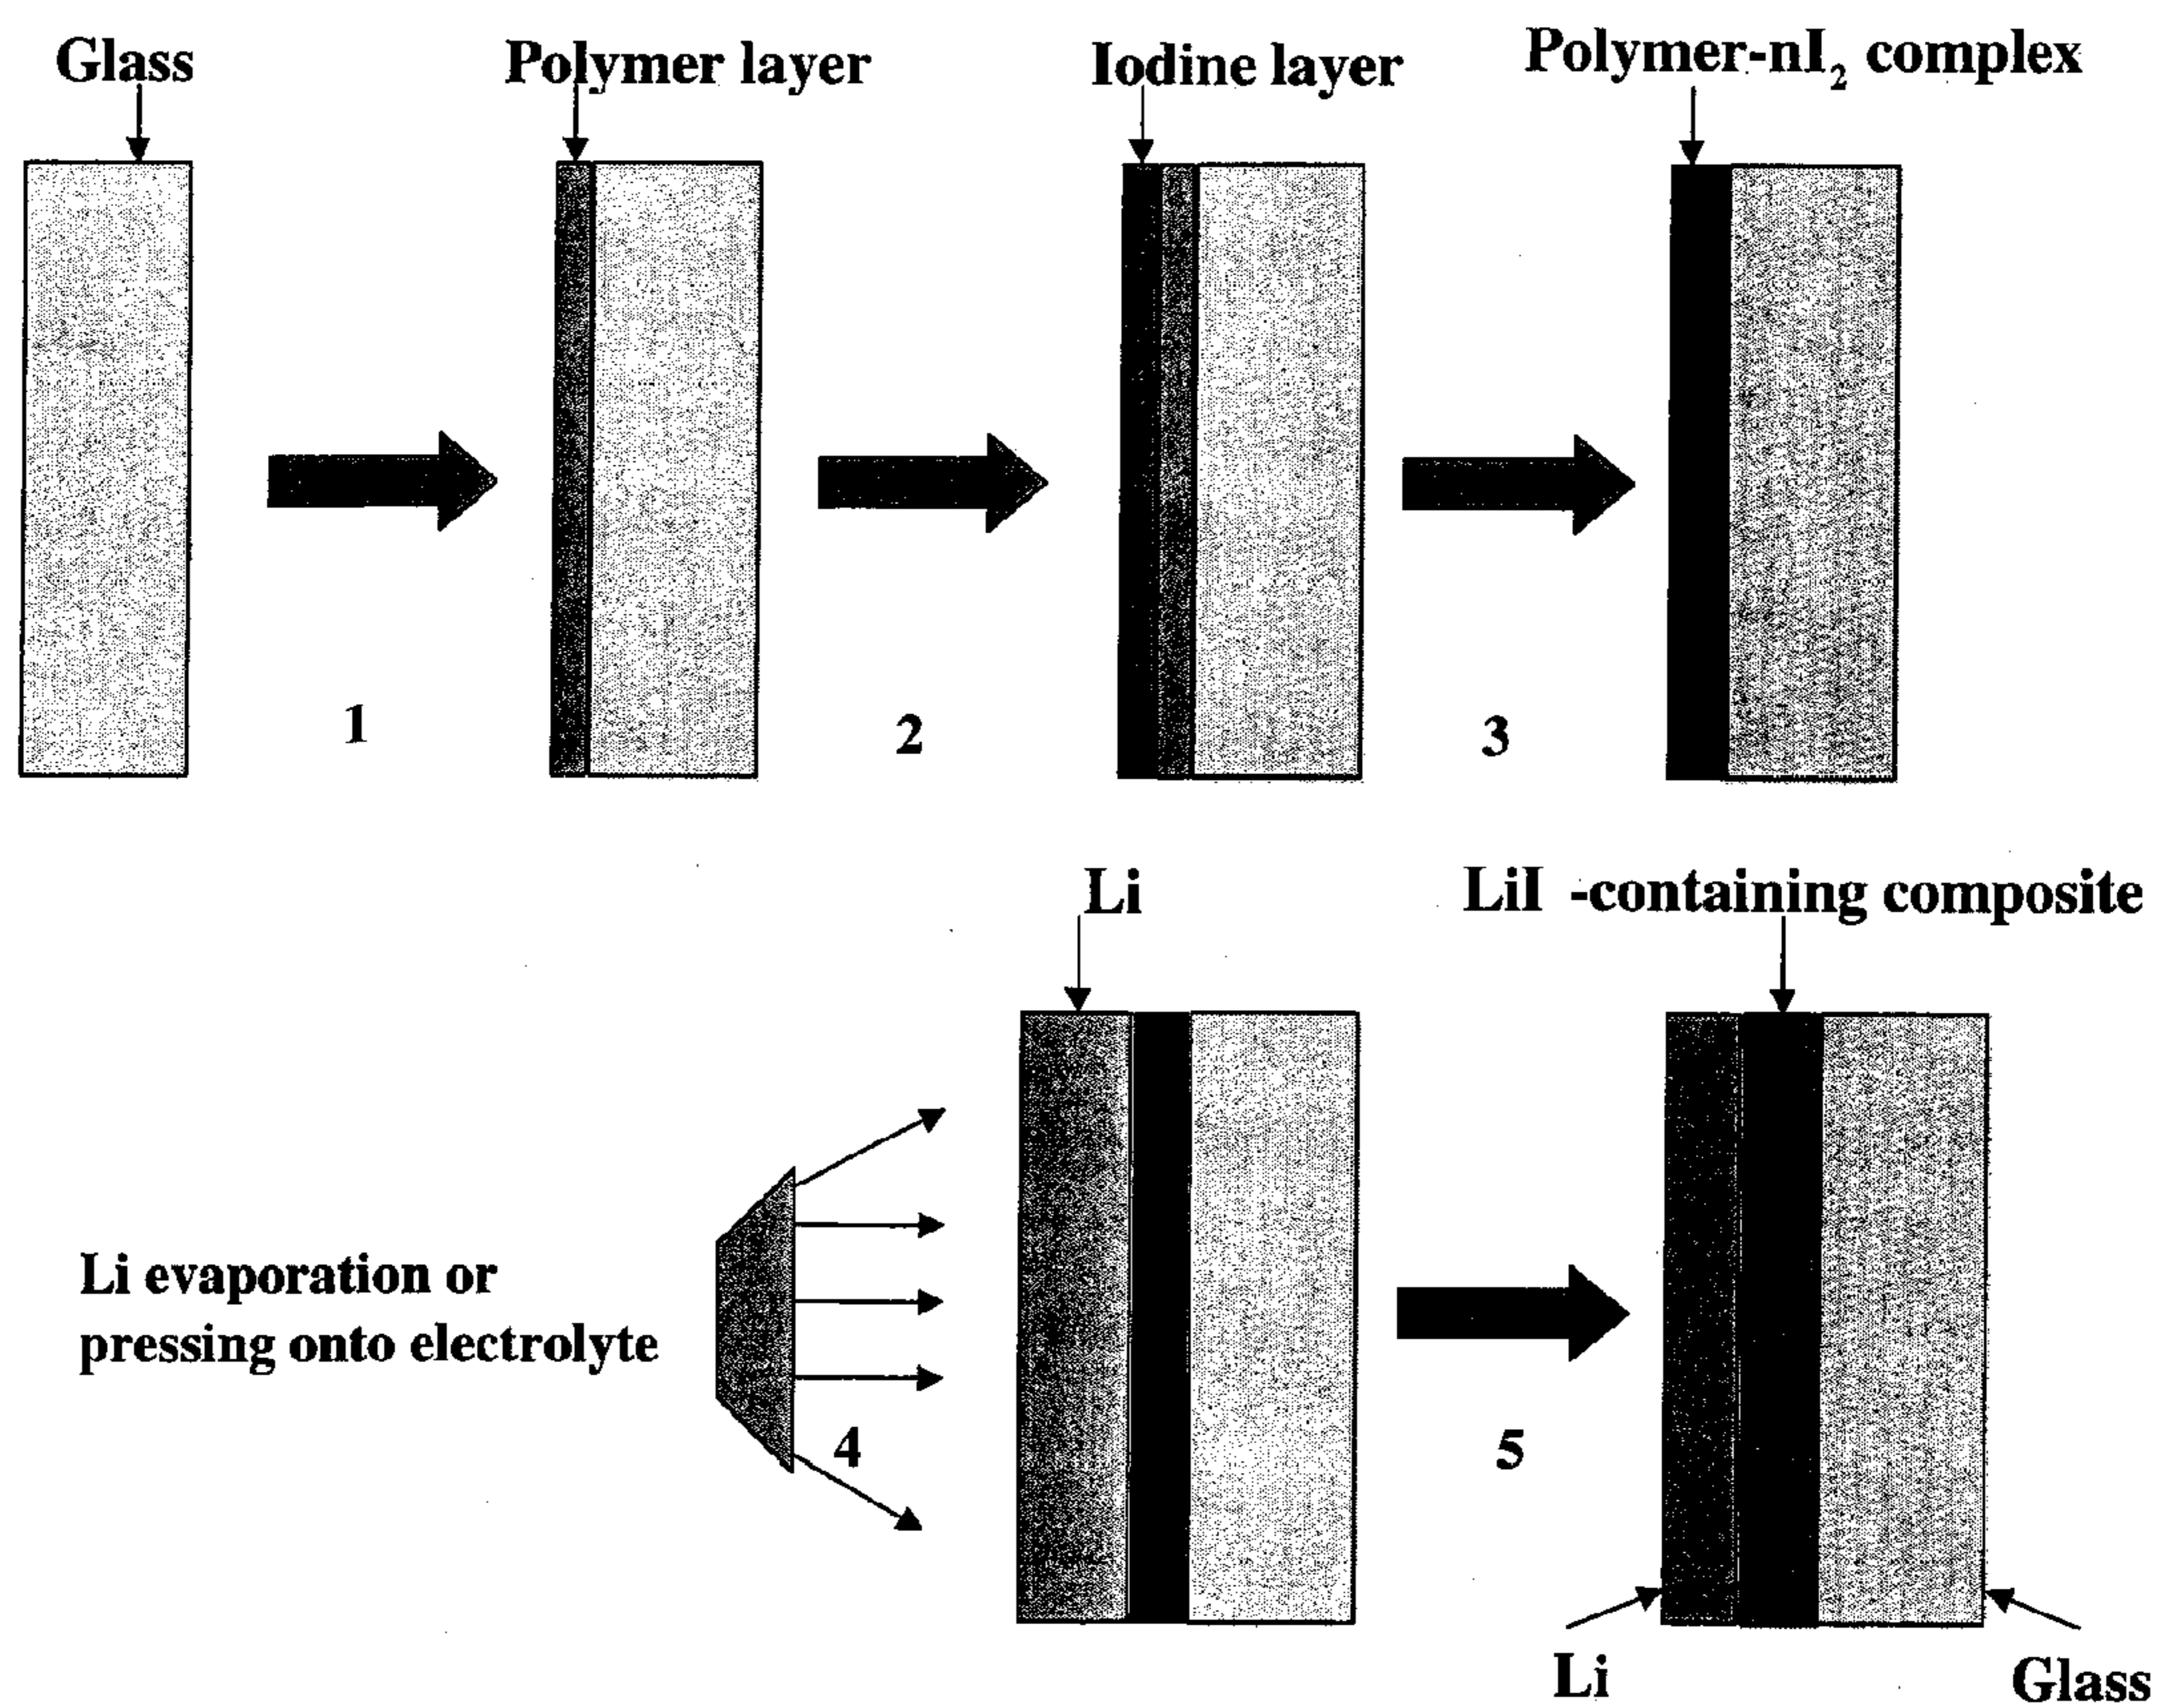 Glass
Polymer layer
Iodine layer
Polymer-nI₂ complex
1
2
3
Li
LiI -containing composite
Li evaporation or
pressing onto electrolyte
4
5
Li
Glass